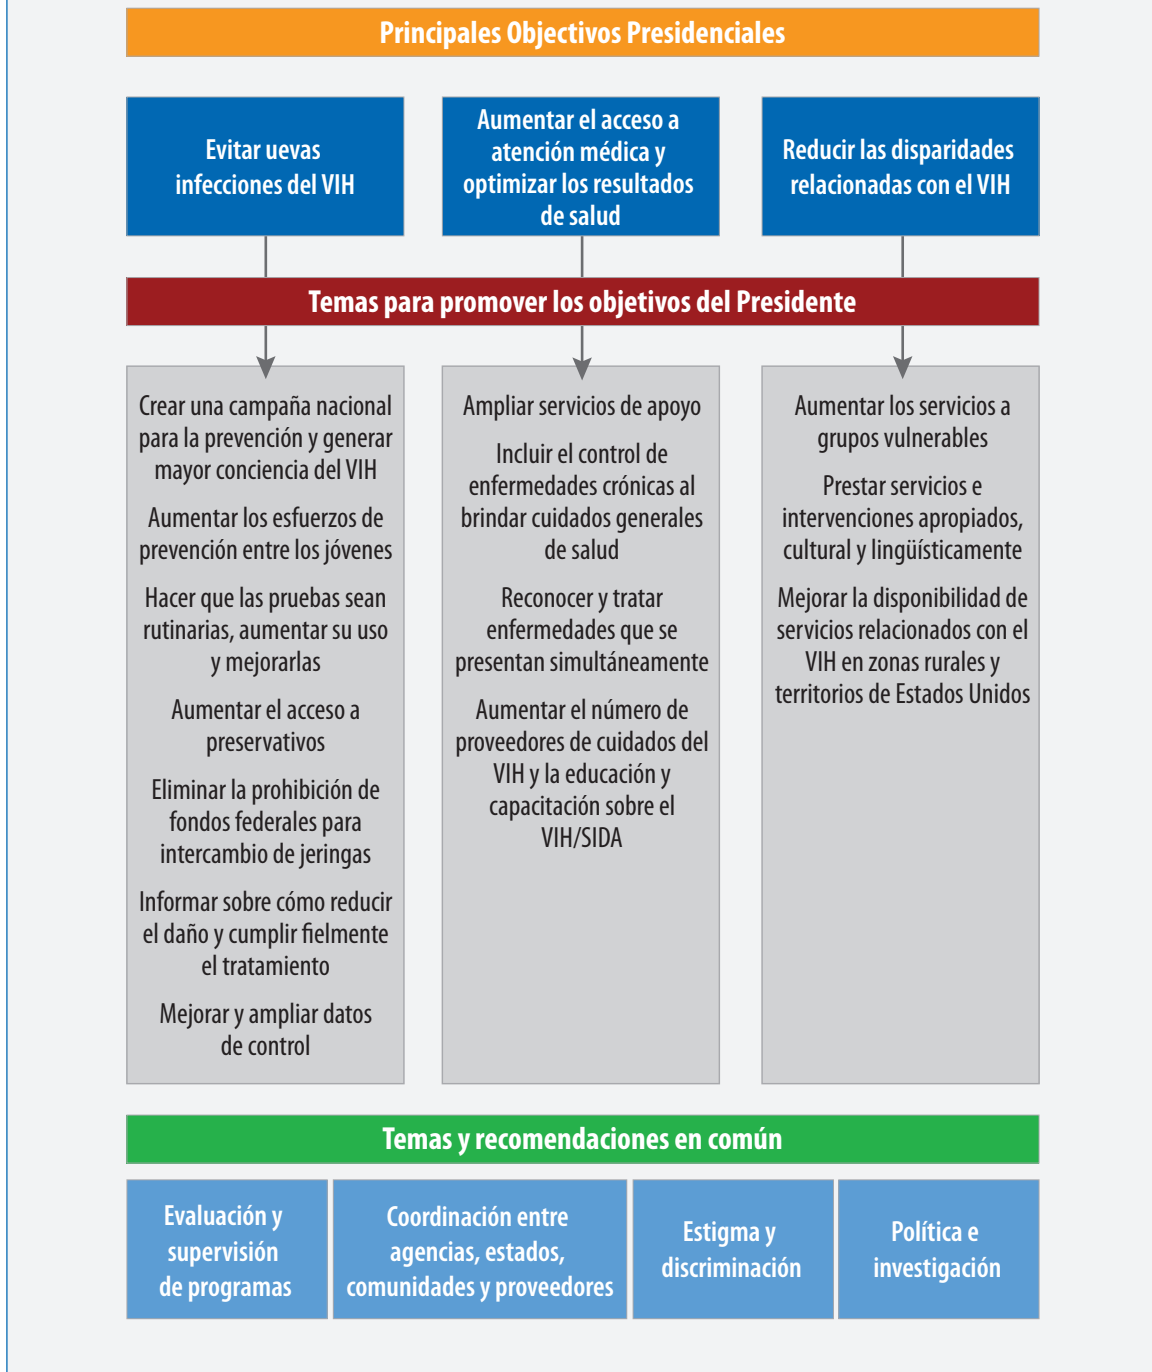 Principales Objectivos Presidenciales
Evitar uevas
infecciones del VIH
Aumentar el acceso a
atención médica y
optimizar los resultados
de salud
Reducir las disparidades
relacionadas con el VIH
Temas para promover los objetivos del Presidente
Crear una campaña nacional
para la prevención y generar
mayor conciencia del VIH
Aumentar los esfuerzos de
prevención entre los jóvenes
Hacer que las pruebas sean
rutinarias, aumentar su uso
y mejorarlas
Aumentar el acceso a
preservativos
Eliminar la prohibición de
fondos federales para
intercambio de jeringas
Informar sobre cómo reducir
el daño y cumplir fielmente
el tratamiento
Mejorar y ampliar datos
de control
Ampliar servicios de apoyo
Incluir el control de
enfermedades crónicas al
brindar cuidados generales
de salud
Reconocer y tratar
enfermedades que se
presentan simultáneamente
Aumentar el número de
proveedores de cuidados del
VIH y la educación y
capacitación sobre el
VIH/SIDA
Aumentar los servicios a
grupos vulnerables
Prestar servicios e
intervenciones apropiados,
cultural y lingüísticamente
Mejorar la disponibilidad de
servicios relacionados con el
VIH en zonas rurales y
territorios de Estados Unidos
Temas y recomendaciones en común
Evaluación y
supervisión
de programas
Coordinación entre
agencias, estados,
comunidades y proveedores
Estigma y
discriminación
Política e
investigación